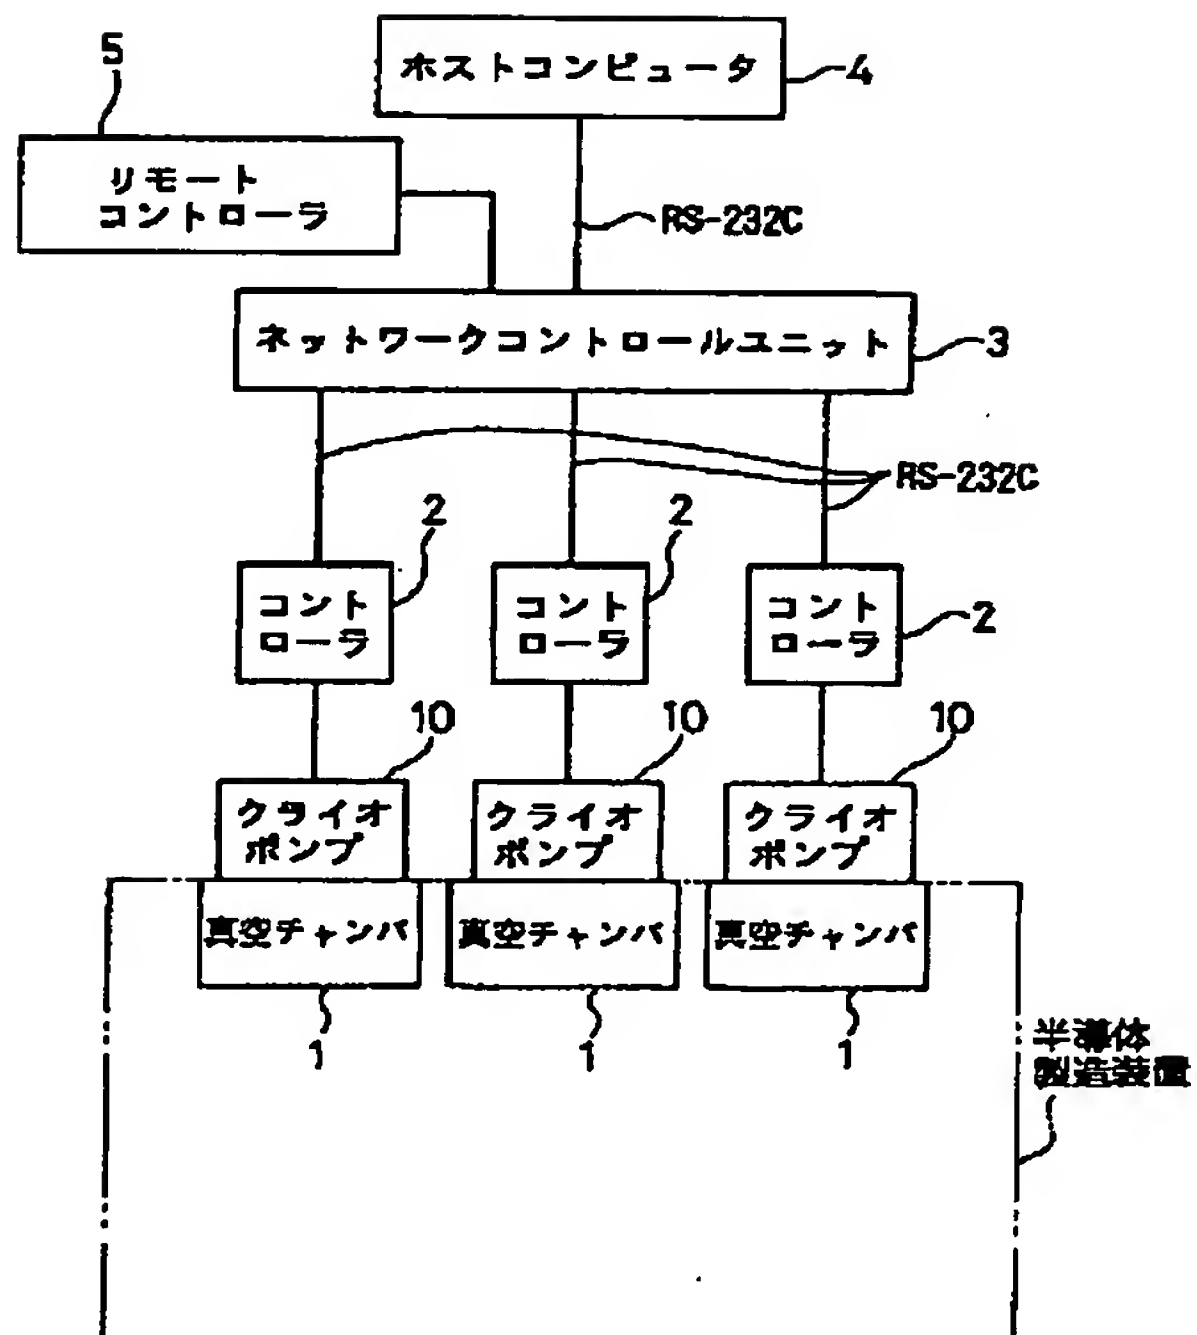 5
ホストコンピュータ
4
リモート
コントローラ
RS-232C
ネットワークコントロールユニット
3
RS-232C
2
2
コント
ローラ
コント
ローラ
コント
ローラ
2
10
10
10
クライオ
ポンプ
クライオ
ポンプ
クライオ
ポンプ
真空チャンバ
真空チャンバ
真空チャンバ
1
1
1
半導体
製造装置